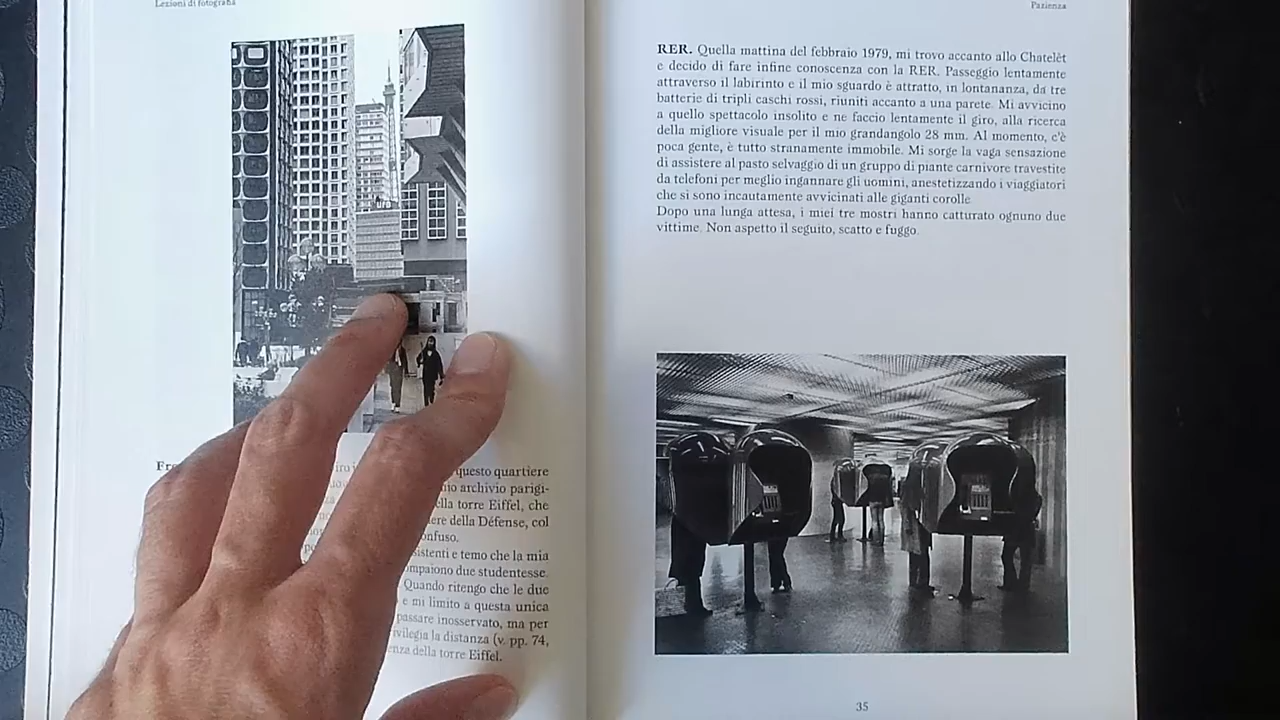 Lezioni di fotografia
questo quartiere
io archivio parigi-
ella torre Eiffel, che
ere della Défense, col
onfuso.
sistenti e temo che la mia
mpaiono due studentesse.
Quando ritengo che le due
e mi limito a questa unica
passare inosservato, ma per
ivilegia la distanza (v. pp. 74,
enza della torre Eiffel.
Pazienza
RER. Quella mattina del febbraio 1979, mi trovo accanto allo Chatelèt
e decido di fare infine conoscenza con la RER. Passeggio lentamente
attraverso il labirinto e il mio sguardo è attratto, in lontananza, da tre
batterie di tripli caschi rossi, riuniti accanto a una parete. Mi avvicino
a quello spettacolo insolito e ne faccio lentamente il giro, alla ricerca
della migliore visuale per il mio grandangolo 28 mm. Al momento, c'è
poca gente, è tutto stranamente immobile. Mi sorge la vaga sensazione
di assistere al pasto selvaggio di un gruppo di piante carnivore travestite
da telefoni per meglio ingannare gli uomini, anestetizzando i viaggiatori
che si sono incautamente avvicinati alle giganti corolle
Dopo una lunga attesa, i miei tre mostri hanno catturato ognuno due
vittime. Non aspetto il seguito, scatto e fuggo.
35